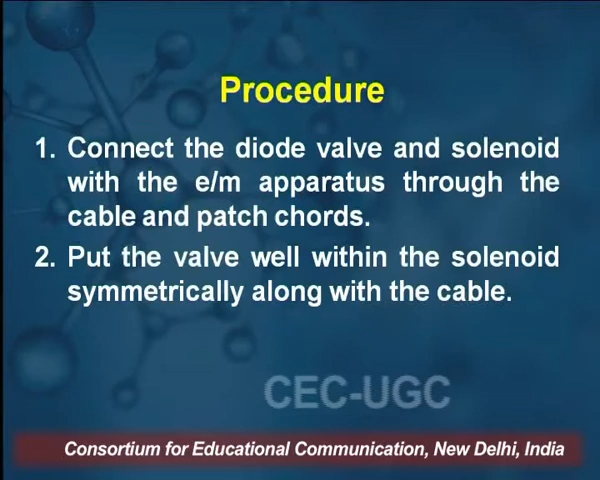 Procedure
1. Connect the diode valve and solenoid
with the e/m apparatus through the
cable and patch chords.
2. Put the valve well within the solenoid
symmetrically along with the cable.
CEC-UGC
Consortium for Educational Communication, New Delhi, India